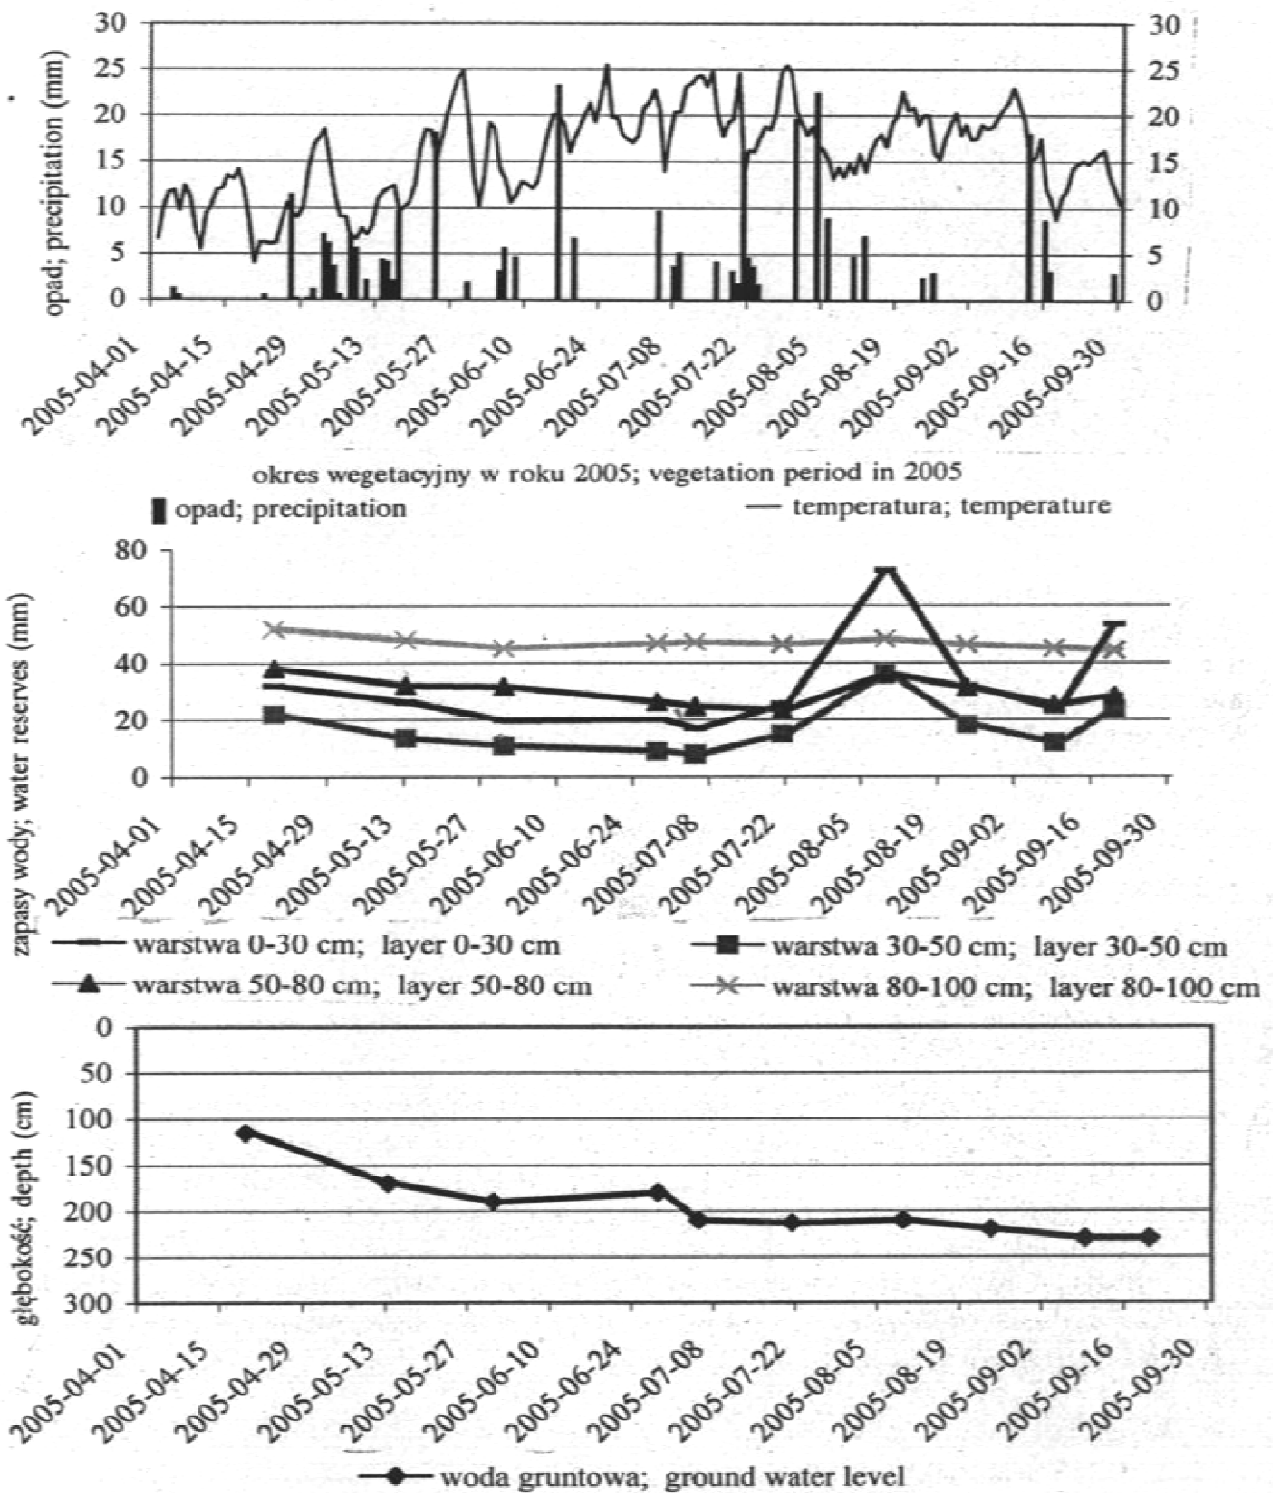 30 30
25 25
20 20
15 15
10 10
5 5
0 0
opad; precipitation (mm)
2005-04-01 2005-04-15 2005-04-29 2005-05-13 2005-05-27 2005-06-10 2005-06-24 2005-07-08 2005-07-22 2005-08-05 2005-08-19 2005-09-02 2005-09-16 2005-09-30
okres wegetacyjny w roku 2005; vegetation period in 2005
opad; precipitation temperatura; temperature
80
60
40
20
0
zapasy wody; water reserves (mm)
2005-04-01 2005-04-15 2005-04-29 2005-05-13 2005-05-27 2005-06-10 2005-06-24 2005-07-08 2005-07-22 2005-08-05 2005-08-19 2005-09-02 2005-09-16 2005-09-30
warstwa 0-30 cm; layer 0-30 cm warstwa 30-50 cm; layer 30-50 cm
warstwa 50-80 cm; layer 50-80 cm warstwa 80-100 cm; layer 80-100 cm
0
50
100
150
200
250
300
głębokość; depth (cm)
2005-04-01 2005-04-15 2005-04-29 2005-05-13 2005-05-27 2005-06-10 2005-06-24 2005-07-08 2005-07-22 2005-08-05 2005-08-19 2005-09-02 2005-09-16 2005-09-30
woda gruntowa; ground water level